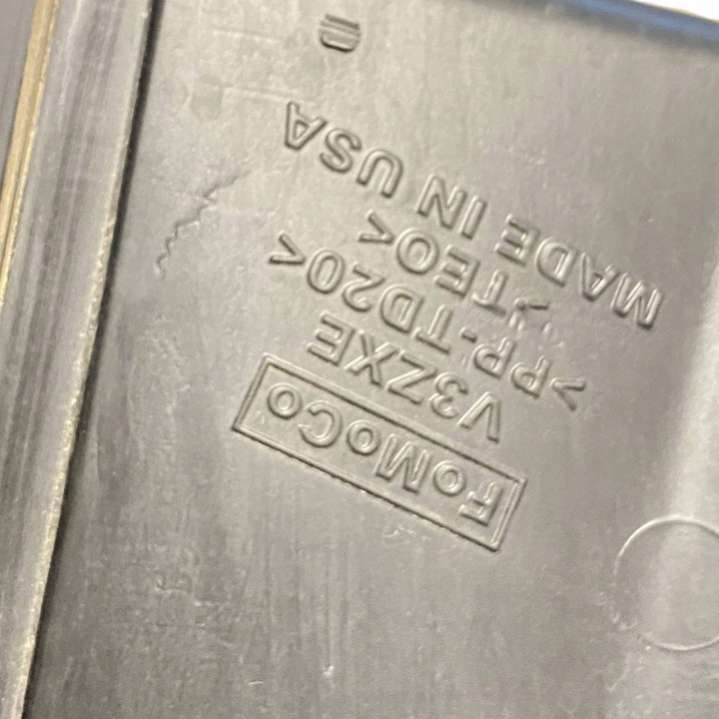 FoMoCo
V3ZXE
>PP-TD20<
>TEO<
MADE IN USA